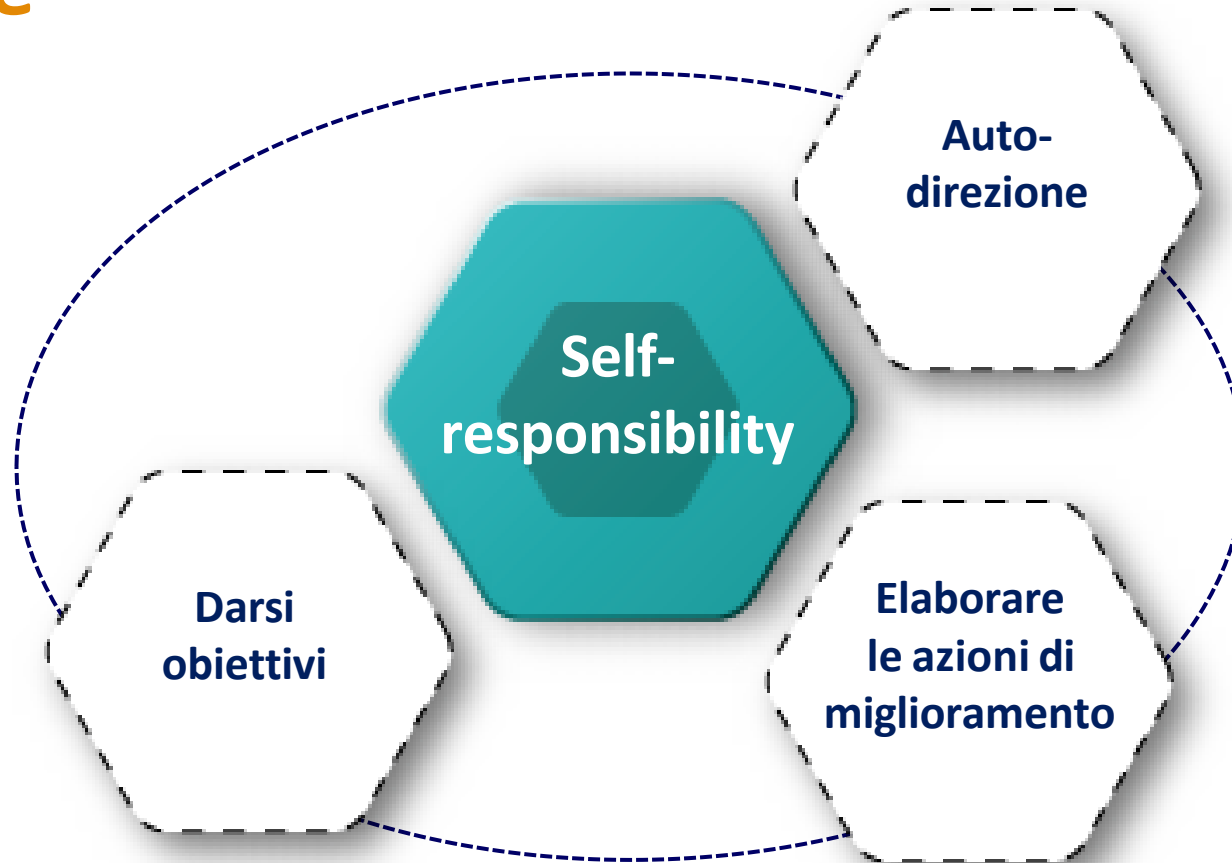 Auto-
direzione
Self-
responsibility
Darsi
obiettivi
Elaborare
le azioni di
miglioramento